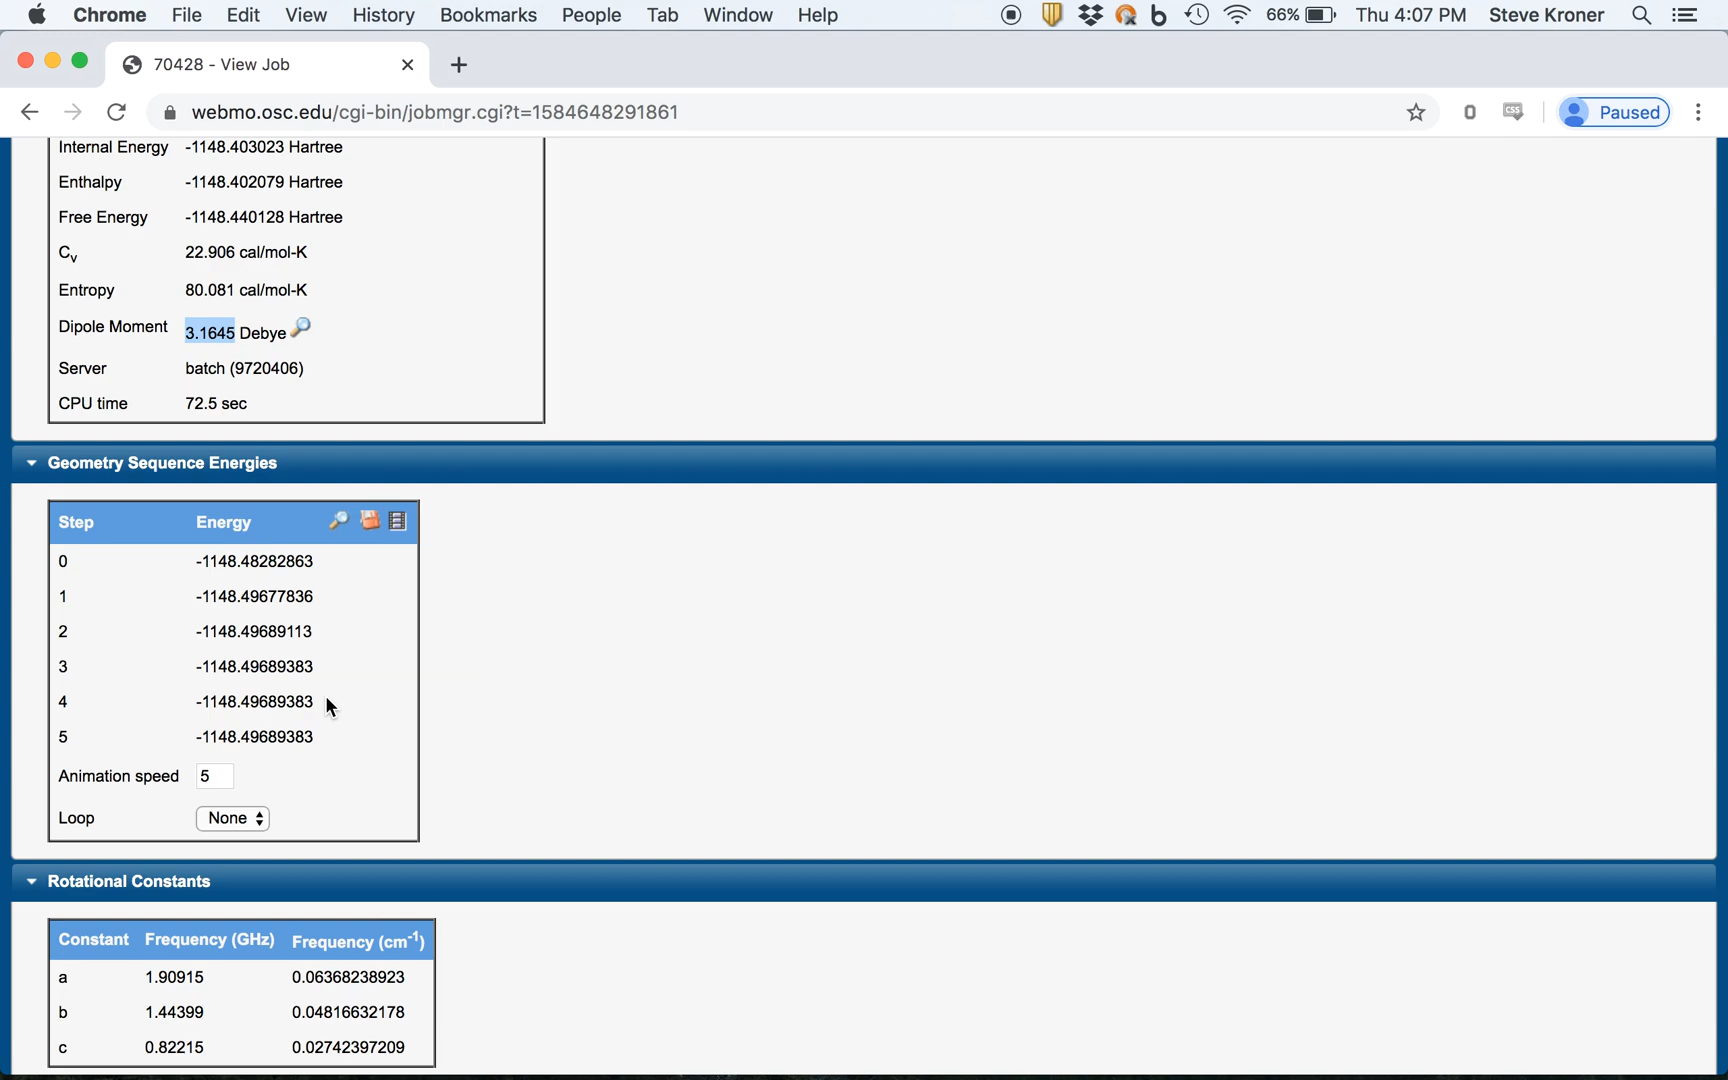 Chrome File Edit View History Bookmarks People Tab Window Help 66% Thu 4:07 PM Steve Kroner
70428 - View Job
webmo.osc.edu/cgi-bin/jobmgr.cgi?t=1584648291861 CSS Paused
Internal Energy -1148.403023 Hartree
Enthalpy -1148.402079 Hartree
Free Energy -1148.440128 Hartree
Cv 22.906 cal/mol-K
Entropy 80.081 cal/mol-K
Dipole Moment 3.1645 Debye
Server batch (9720406)
CPU time 72.5 sec
Geometry Sequence Energies
Step Energy
0 -1148.48282863
1 -1148.49677836
2 -1148.49689113
3 -1148.49689383
4 -1148.49689383
5 -1148.49689383
Animation speed 5
Loop None
Rotational Constants
Constant Frequency (GHz) Frequency (cm⁻¹)
a 1.90915 0.06368238923
b 1.44399 0.04816632178
c 0.82215 0.02742397209